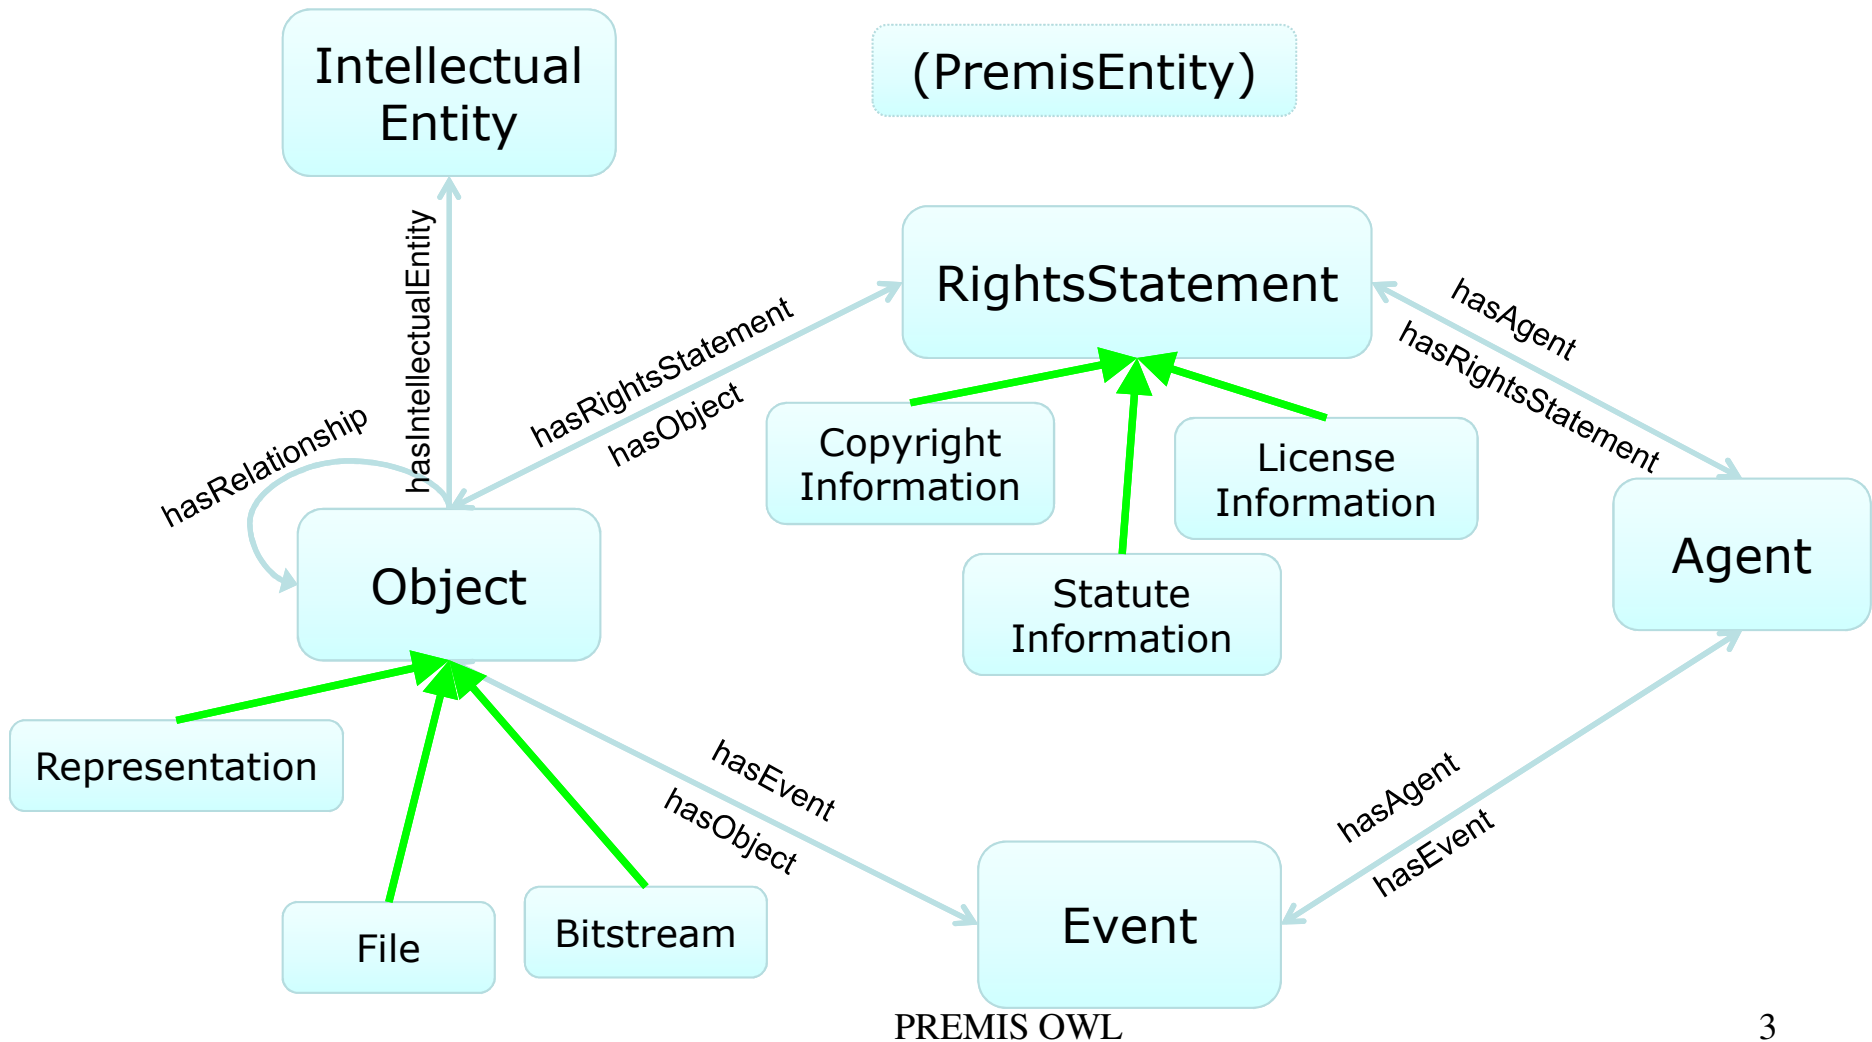 Intellectual
Entity
(PremisEntity)
hasIntellectualEntity
RightsStatement
hasRightsStatement
hasObject
hasAgent
hasRightsStatement
hasRelationship
Copyright
Information
License
Information
Statute
Information
Object
Agent
Representation
File
Bitstream
hasEvent
hasObject
hasAgent
hasEvent
Event
PREMIS OWL
3